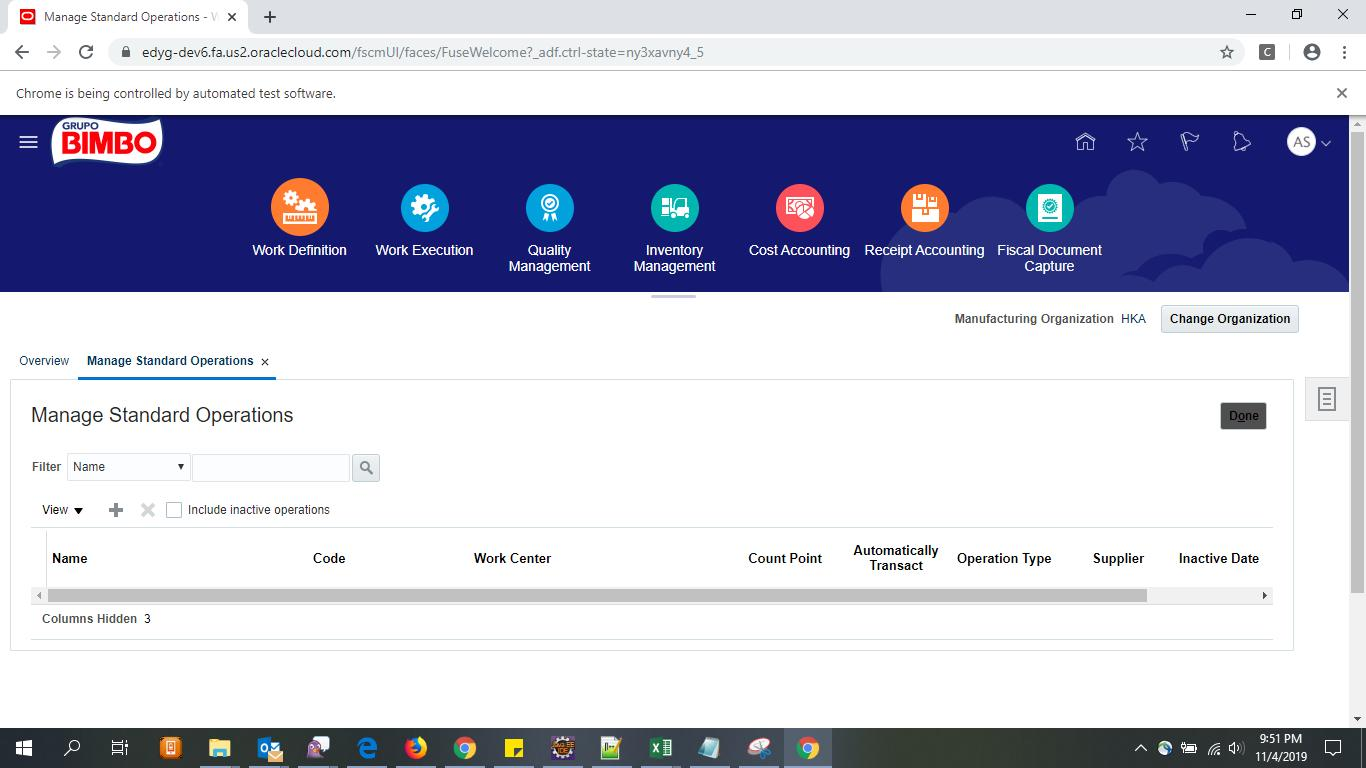 Manage Standard Operations - W
edyg-dev6.fa.us2.oraclecloud.com/fscmUI/faces/FuseWelcome?_adf.ctrl-state=ny3xavny4_5
C
Chrome is being controlled by automated test software.
GRUPO
BIMBO
AS
Work Definition
Work Execution
Quality
Management
Inventory
Management
Cost Accounting
Receipt Accounting
Fiscal Document
Capture
Manufacturing Organization HKA
Change Organization
Overview
Manage Standard Operations
Manage Standard Operations
Done
Filter
Name
View
Include inactive operations
Name
Code
Work Center
Count Point
Automatically
Transact
Operation Type
Supplier
Inactive Date
Columns Hidden 3
9:51 PM
11/4/2019